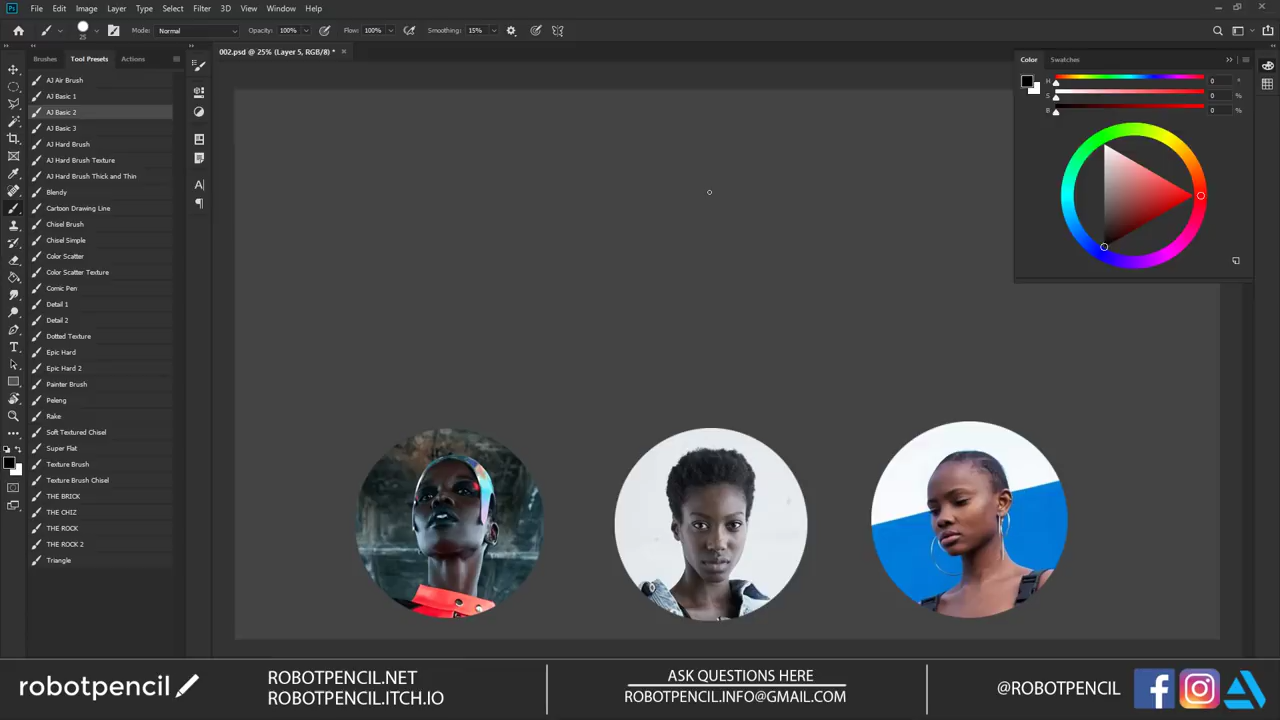 Ps File Edit Image Layer Type Select Filter 3D View Window Help
25 Mode: Normal Opacity: 100% Flow: 100% Smoothing: 15%
002.psd @ 25% (Layer 5, RGB/8) * ×
Brushes Tool Presets Actions
AJ Air Brush
AJ Basic 1
AJ Basic 2
AJ Basic 3
AJ Hard Brush
AJ Hard Brush Texture
AJ Hard Brush Thick and Thin
Blendy
Cartoon Drawing Line
Chisel Brush
Chisel Simple
Color Scatter
Color Scatter Texture
Comic Pen
Detail 1
Detail 2
Dotted Texture
Epic Hard
Epic Hard 2
Painter Brush
Peleng
Rake
Soft Textured Chisel
Super Flat
Texture Brush
Texture Brush Chisel
THE BRICK
THE CHIZ
THE ROCK
THE ROCK 2
Triangle
Color Swatches
H 0 °
S 0 %
B 0 %
robotpencil
ROBOTPENCIL.NET
ROBOTPENCIL.ITCH.IO
ASK QUESTIONS HERE
ROBOTPENCIL.INFO@GMAIL.COM
@ROBOTPENCIL